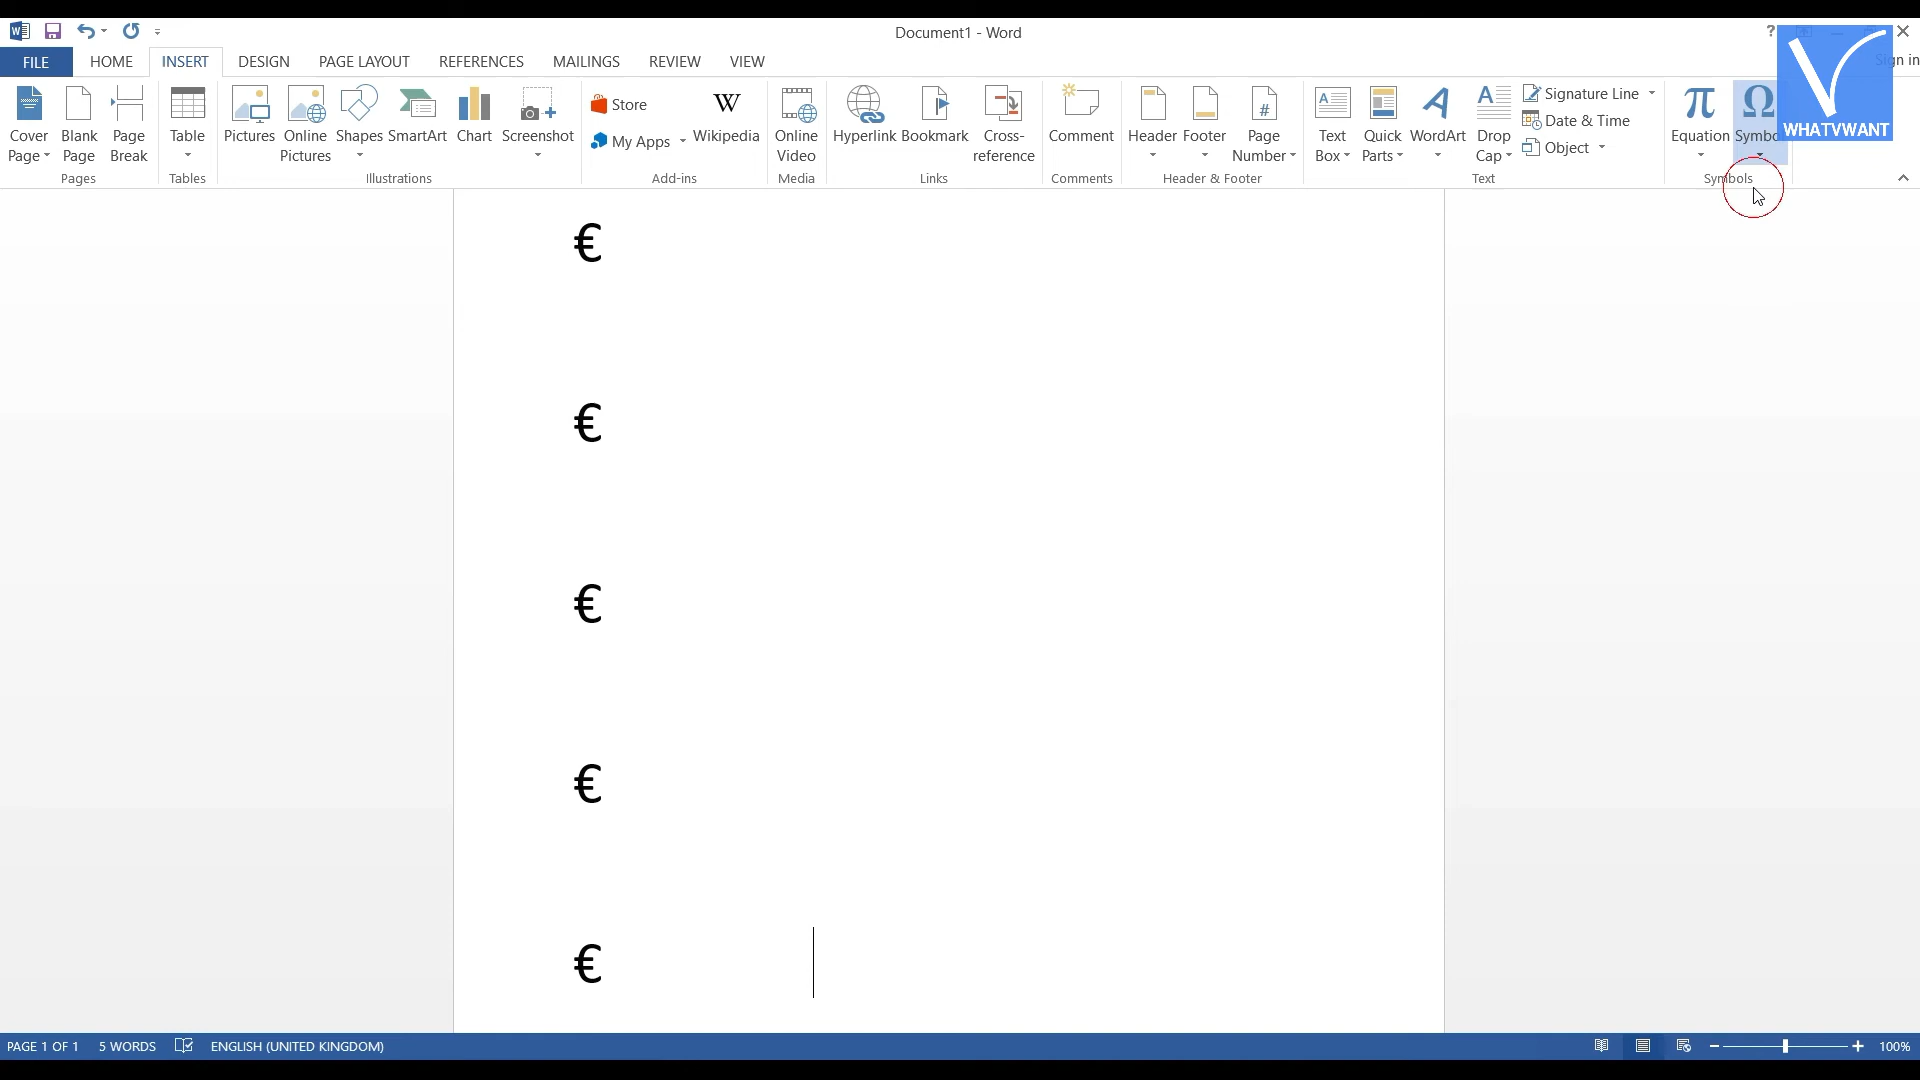 Document1 - Word
?
Sign in
FILE HOME INSERT DESIGN PAGE LAYOUT REFERENCES MAILINGS REVIEW VIEW
Cover Page
Blank Page
Page Break
Pages
Table
Tables
Pictures
Online Pictures
Shapes
SmartArt
Chart
Screenshot
Illustrations
Store
My Apps
W
Wikipedia
Add-ins
Online Video
Media
Hyperlink
Bookmark
Cross-reference
Links
Comment
Comments
Header
Footer
#
Page Number
Header & Footer
A
Text Box
Quick Parts
A
WordArt
A
Drop Cap
Signature Line
Date & Time
Object
Text
π
Equation
Ω
Symbol
Symbols
WHATVWANT
€
€
€
€
€
PAGE 1 OF 1 5 WORDS ENGLISH (UNITED KINGDOM)
100%